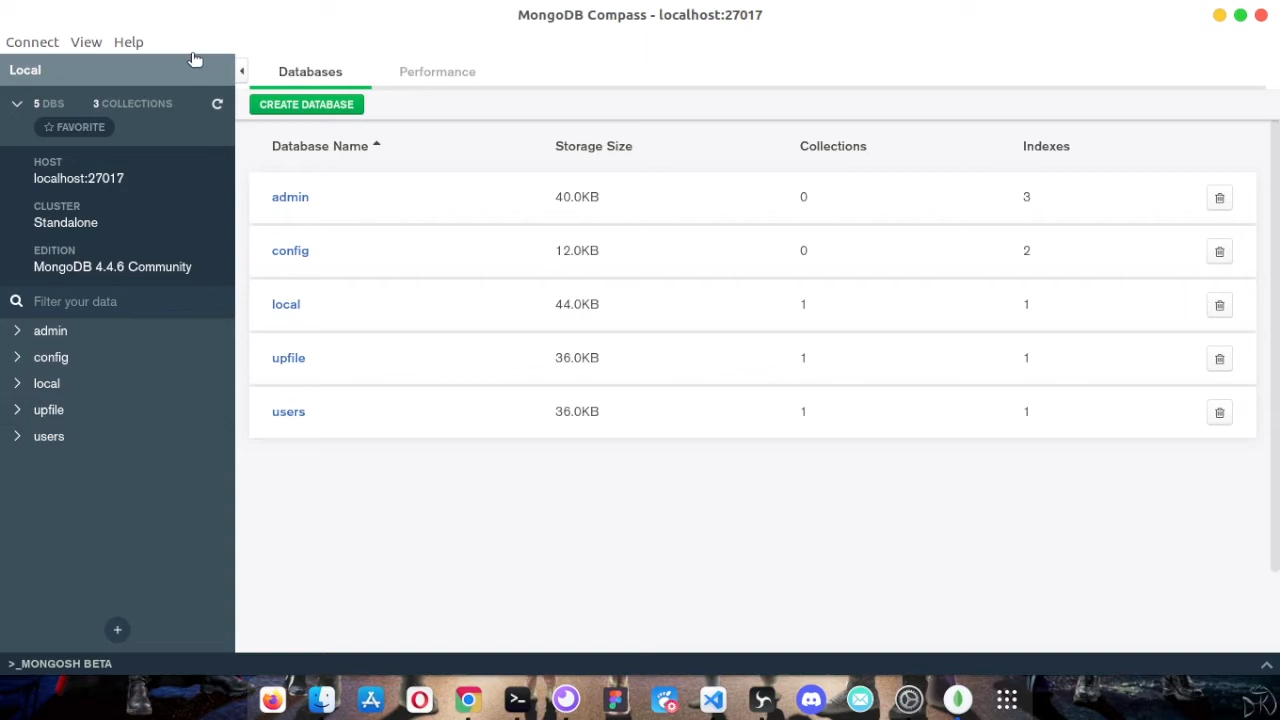 MongoDB Compass - localhost:27017
Connect View Help
Local
5 DBS 3 COLLECTIONS
FAVORITE
HOST
localhost:27017
CLUSTER
Standalone
EDITION
MongoDB 4.4.6 Community
Filter your data
admin
config
local
upfile
users
>_MONGOSH BETA
Databases Performance
CREATE DATABASE
Database Name Storage Size Collections Indexes
admin 40.0KB 0 3
config 12.0KB 0 2
local 44.0KB 1 1
upfile 36.0KB 1 1
users 36.0KB 1 1